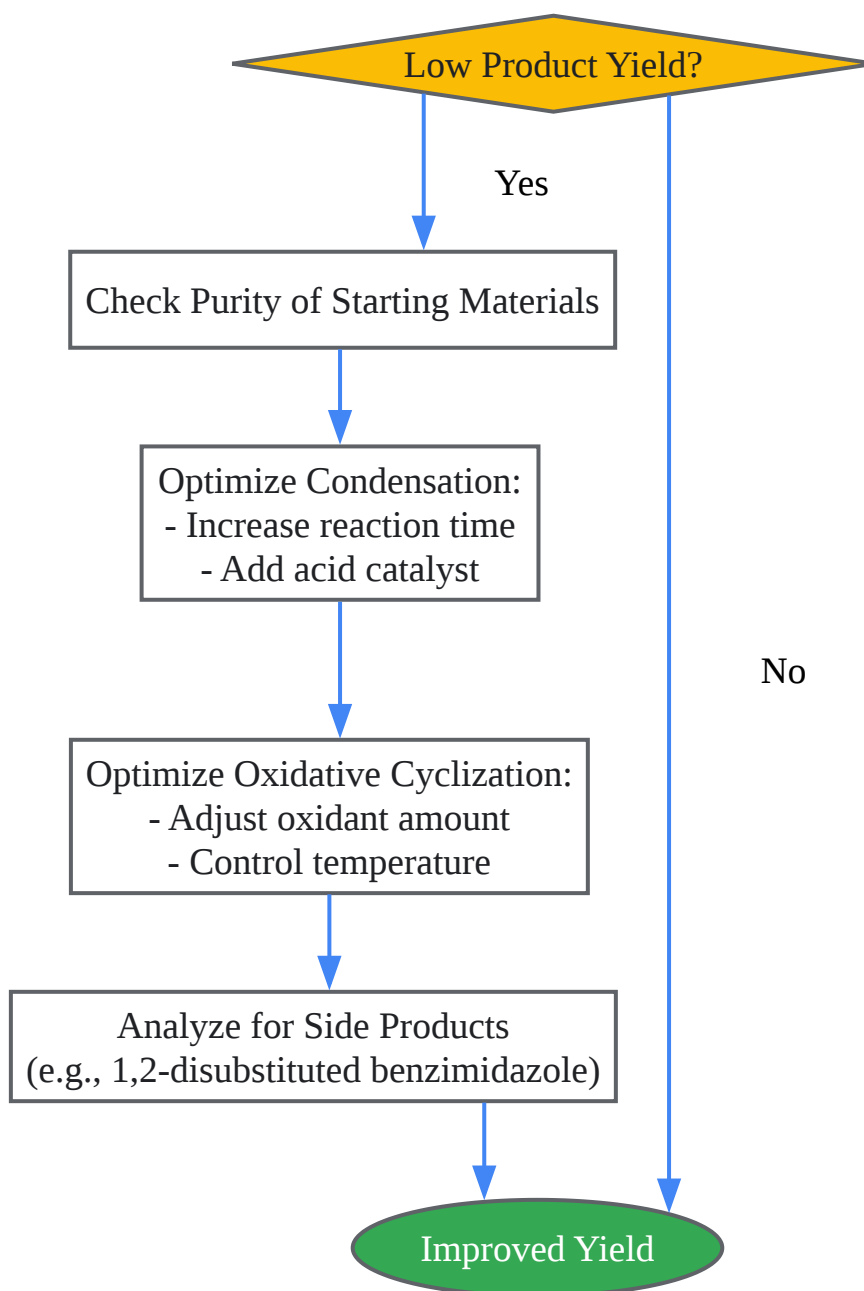 Low Product Yield?
Yes
Check Purity of Starting Materials
Optimize Condensation:
- Increase reaction time
- Add acid catalyst
No
Optimize Oxidative Cyclization:
- Adjust oxidant amount
- Control temperature
Analyze for Side Products
(e.g., 1,2-disubstituted benzimidazole)
Improved Yield